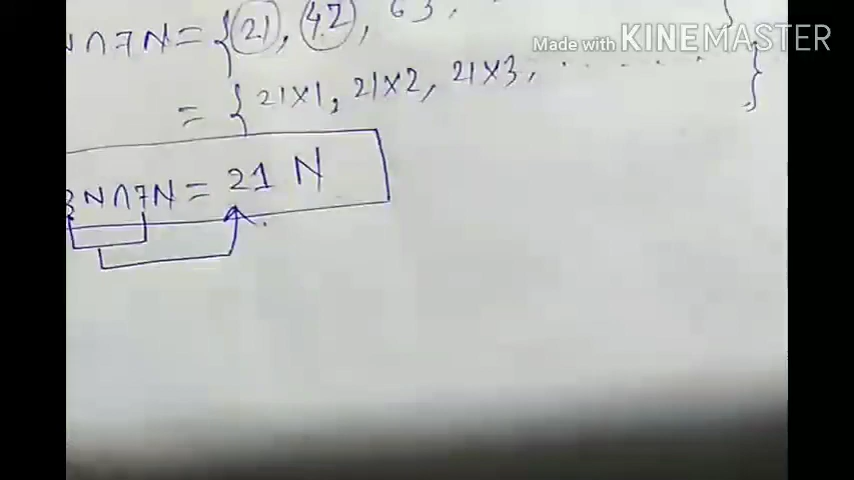 N∩7N = {21, 42, 63,
Made with KINEMASTER
= {21×1, 21×2, 21×3, . . . . . . }
3N∩7N = 21 N